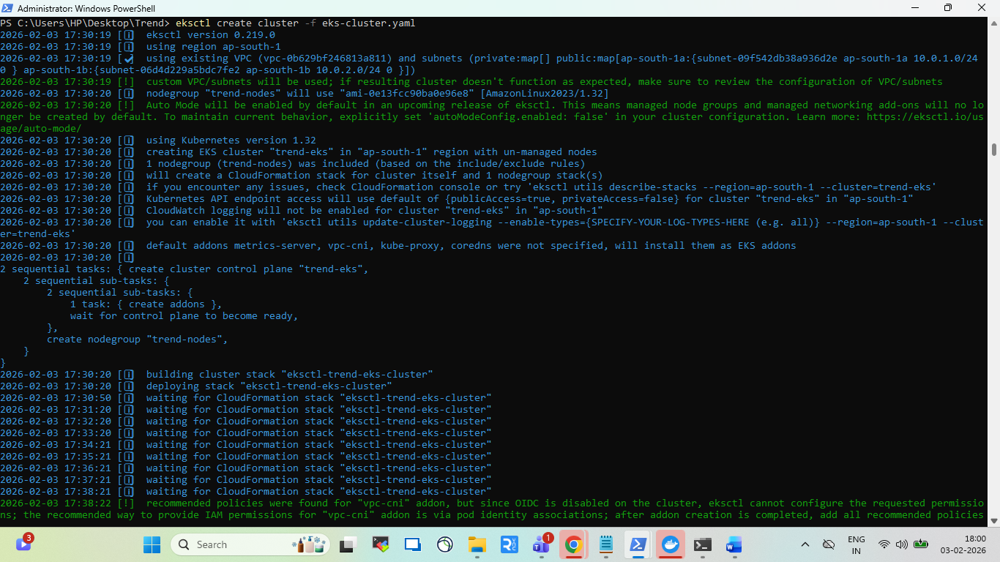 Administrator: Windows PowerShell
PS C:\Users\HP\Desktop\Trend> eksctl create cluster -f eks-cluster.yaml
2026-02-03 17:30:19 [i]  eksctl version 0.219.0
2026-02-03 17:30:19 [i]  using region ap-south-1
2026-02-03 17:30:19 [✔]  using existing VPC (vpc-0b629bf246813a811) and subnets (private:map[] public:map[ap-south-1a:{subnet-09f542db38a936d2e ap-south-1a 10.0.1.0/24
0 } ap-south-1b:{subnet-06d4d229a5bdc7fe2 ap-south-1b 10.0.2.0/24 0 }])
2026-02-03 17:30:19 [!]  custom VPC/subnets will be used; if resulting cluster doesn't function as expected, make sure to review the configuration of VPC/subnets
2026-02-03 17:30:20 [i]  nodegroup "trend-nodes" will use "ami-0e13fcc90ba0e96e8" [AmazonLinux2023/1.32]
2026-02-03 17:30:20 [!]  Auto Mode will be enabled by default in an upcoming release of eksctl. This means managed node groups and managed networking add-ons will no lo
nger be created by default. To maintain current behavior, explicitly set 'autoModeConfig.enabled: false' in your cluster configuration. Learn more: https://eksctl.io/us
age/auto-mode/
2026-02-03 17:30:20 [i]  using Kubernetes version 1.32
2026-02-03 17:30:20 [i]  creating EKS cluster "trend-eks" in "ap-south-1" region with un-managed nodes
2026-02-03 17:30:20 [i]  1 nodegroup (trend-nodes) was included (based on the include/exclude rules)
2026-02-03 17:30:20 [i]  will create a CloudFormation stack for cluster itself and 1 nodegroup stack(s)
2026-02-03 17:30:20 [i]  if you encounter any issues, check CloudFormation console or try 'eksctl utils describe-stacks --region=ap-south-1 --cluster=trend-eks'
2026-02-03 17:30:20 [i]  Kubernetes API endpoint access will use default of {publicAccess=true, privateAccess=false} for cluster "trend-eks" in "ap-south-1"
2026-02-03 17:30:20 [i]  CloudWatch logging will not be enabled for cluster "trend-eks" in "ap-south-1"
2026-02-03 17:30:20 [i]  you can enable it with 'eksctl utils update-cluster-logging --enable-types={SPECIFY-YOUR-LOG-TYPES-HERE (e.g. all)} --region=ap-south-1 --clust
er=trend-eks'
2026-02-03 17:30:20 [i]  default addons metrics-server, vpc-cni, kube-proxy, coredns were not specified, will install them as EKS addons
2026-02-03 17:30:20 [i]
2 sequential tasks: { create cluster control plane "trend-eks",
    2 sequential sub-tasks: {
        2 sequential sub-tasks: {
            1 task: { create addons },
            wait for control plane to become ready,
        },
        create nodegroup "trend-nodes",
    }
}
2026-02-03 17:30:20 [i]  building cluster stack "eksctl-trend-eks-cluster"
2026-02-03 17:30:20 [i]  deploying stack "eksctl-trend-eks-cluster"
2026-02-03 17:30:50 [i]  waiting for CloudFormation stack "eksctl-trend-eks-cluster"
2026-02-03 17:31:20 [i]  waiting for CloudFormation stack "eksctl-trend-eks-cluster"
2026-02-03 17:32:20 [i]  waiting for CloudFormation stack "eksctl-trend-eks-cluster"
2026-02-03 17:33:20 [i]  waiting for CloudFormation stack "eksctl-trend-eks-cluster"
2026-02-03 17:34:21 [i]  waiting for CloudFormation stack "eksctl-trend-eks-cluster"
2026-02-03 17:35:21 [i]  waiting for CloudFormation stack "eksctl-trend-eks-cluster"
2026-02-03 17:36:21 [i]  waiting for CloudFormation stack "eksctl-trend-eks-cluster"
2026-02-03 17:37:21 [i]  waiting for CloudFormation stack "eksctl-trend-eks-cluster"
2026-02-03 17:38:21 [i]  waiting for CloudFormation stack "eksctl-trend-eks-cluster"
2026-02-03 17:38:22 [!]  recommended policies were found for "vpc-cni" addon, but since OIDC is disabled on the cluster, eksctl cannot configure the requested permissio
ns; the recommended way to provide IAM permissions for "vpc-cni" addon is via pod identity associations; after addon creation is completed, add all recommended policies
3
Search
1
ENG
IN
18:00
03-02-2026